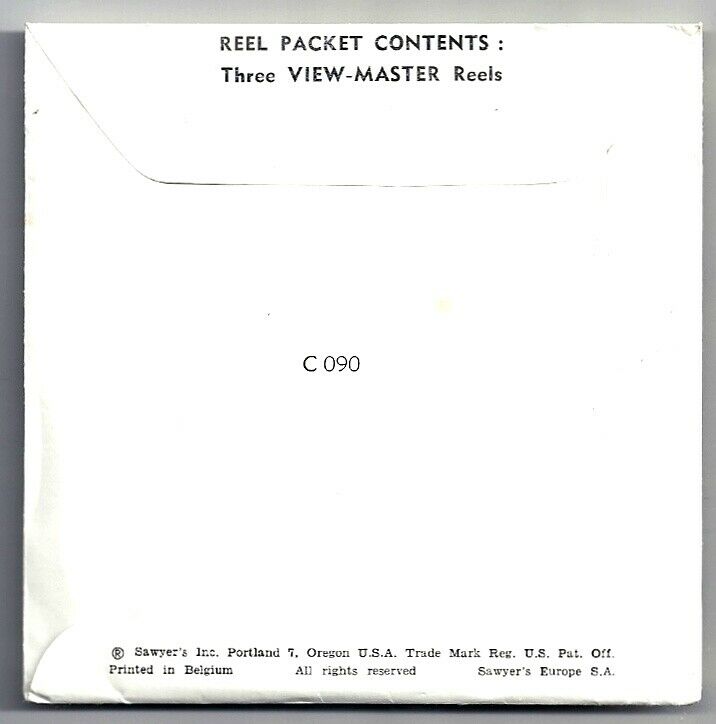 REEL PACKET CONTENTS :
Three VIEW-MASTER Reels
C 090
® Sawyer's Inc. Portland 7, Oregon U.S.A. Trade Mark Reg. U.S. Pat. Off.
Printed in Belgium All rights reserved Sawyer's Europe S.A.